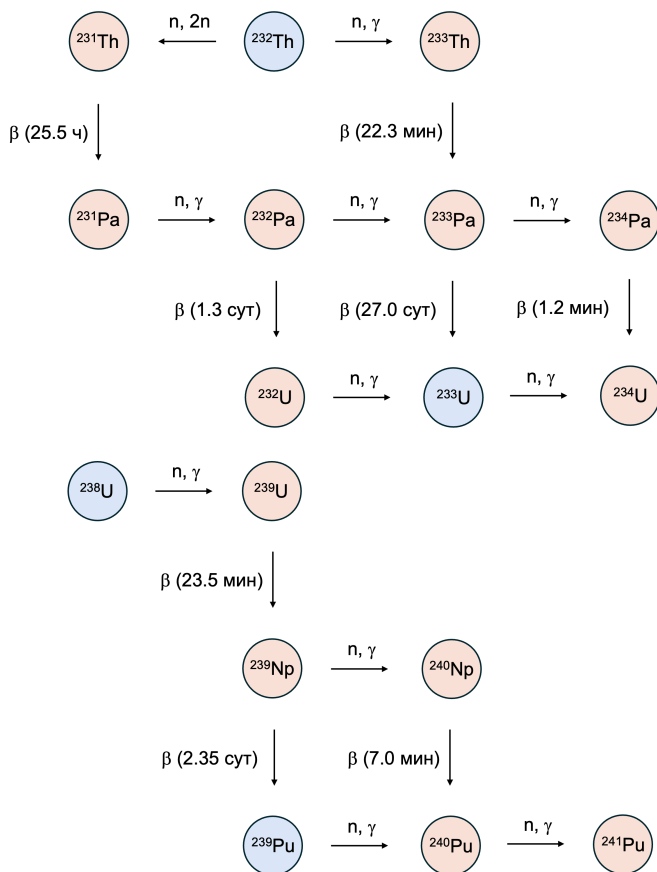 ²³¹Th n, 2n ²³²Th n, γ ²³³Th
β (25.5 ч) β (22.3 мин)
²³¹Pa n, γ ²³²Pa n, γ ²³³Pa n, γ ²³⁴Pa
β (1.3 сут) β (27.0 сут) β (1.2 мин)
²³²U n, γ ²³³U n, γ ²³⁴U
²³⁸U n, γ ²³⁹U
β (23.5 мин)
²³⁹Np n, γ ²⁴⁰Np
β (2.35 сут) β (7.0 мин)
²³⁹Pu n, γ ²⁴⁰Pu n, γ ²⁴¹Pu